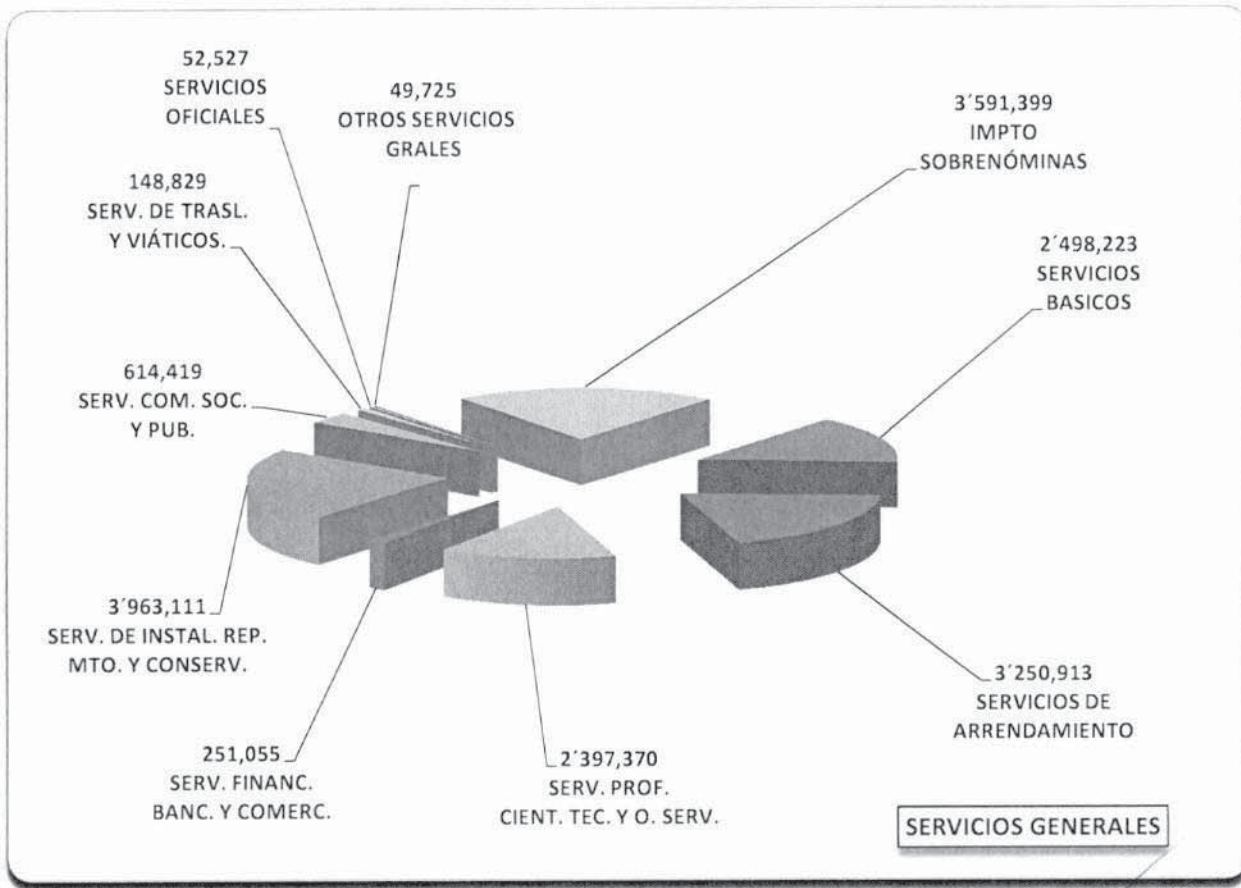 52,527
SERVICIOS
OFICIALES
49,725
OTROS SERVICIOS
GRALES
3´591,399
IMPTO
SOBRENÓMINAS
148,829
SERV. DE TRASL.
Y VIÁTICOS.
2´498,223
SERVICIOS
BASICOS
614,419
SERV. COM. SOC.
Y PUB.
3´963,111
SERV. DE INSTAL. REP.
MTO. Y CONSERV.
3´250,913
SERVICIOS DE
ARRENDAMIENTO
251,055
SERV. FINANC.
BANC. Y COMERC.
2´397,370
SERV. PROF.
CIENT. TEC. Y O. SERV.
SERVICIOS GENERALES